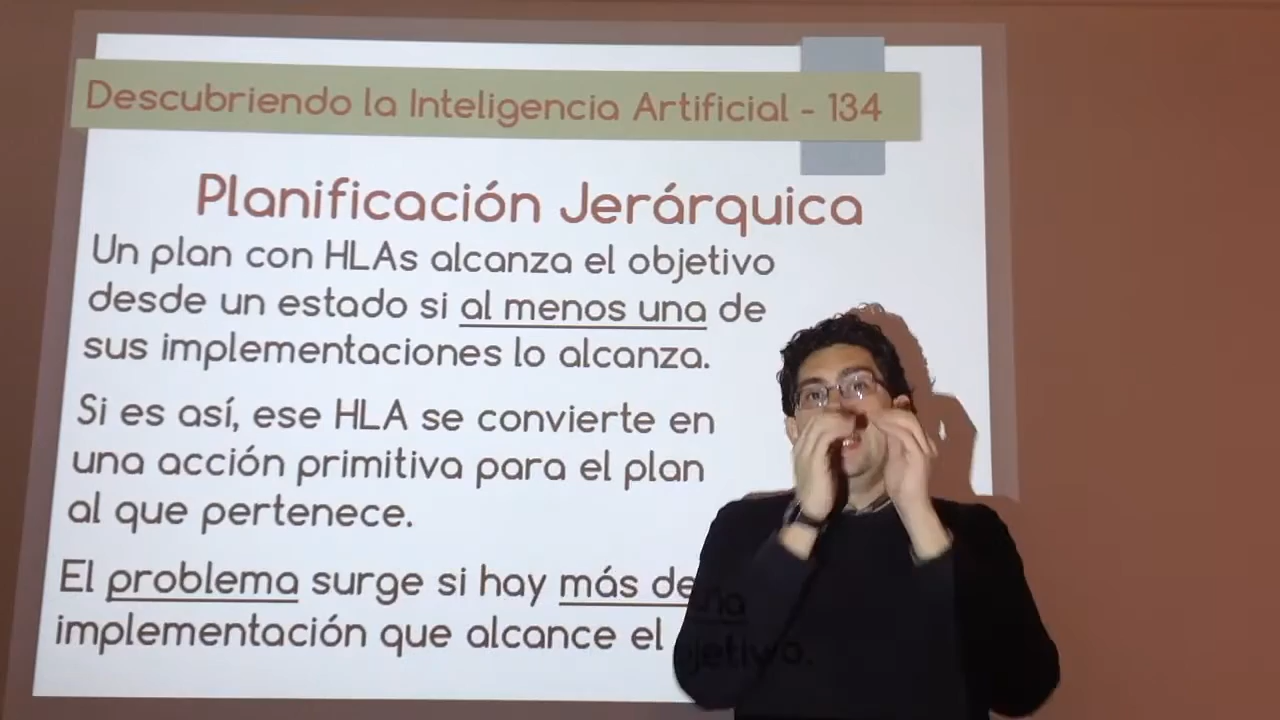 Descubriendo la Inteligencia Artificial - 134
Planificación Jerárquica
Un plan con HLAs alcanza el objetivo
desde un estado si al menos una de
sus implementaciones lo alcanza.
Si es así, ese HLA se convierte en
una acción primitiva para el plan
al que pertenece.
El problema surge si hay más de
implementación que alcance el